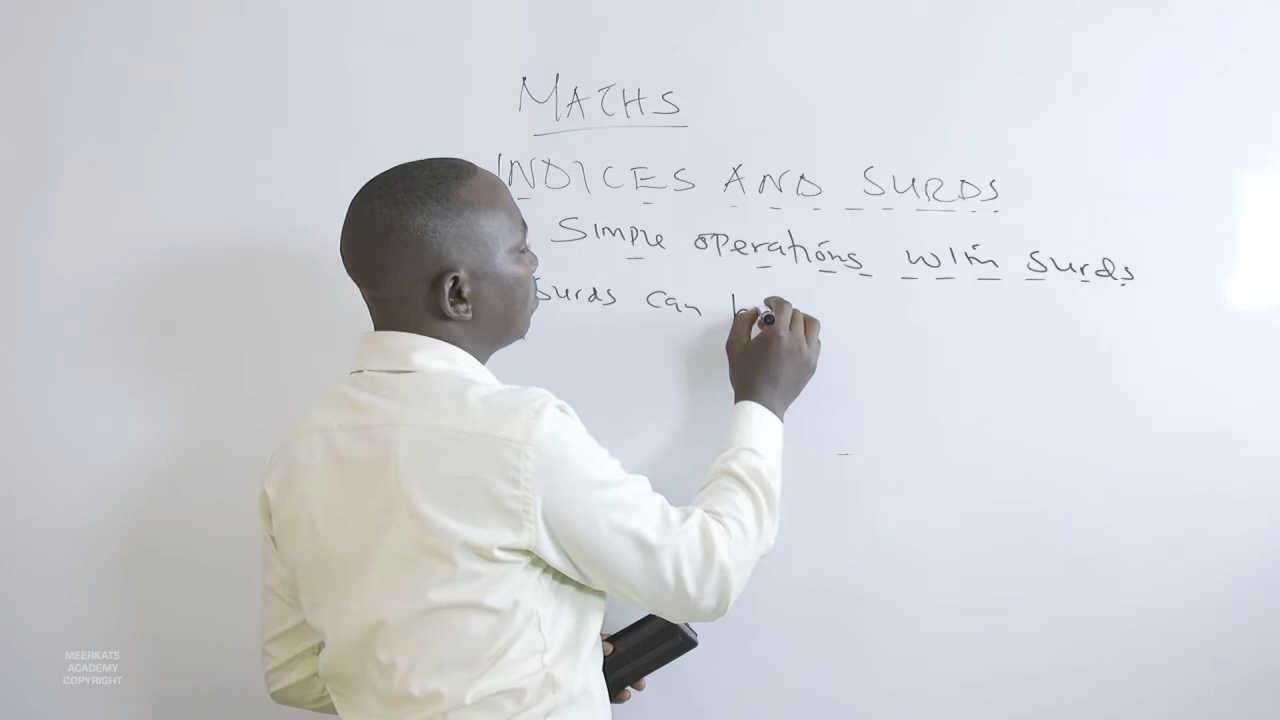 MATHS
INDICES AND SURDS
Simple operations with surds
Surds can b
MEERKATS
ACADEMY
COPYRIGHT